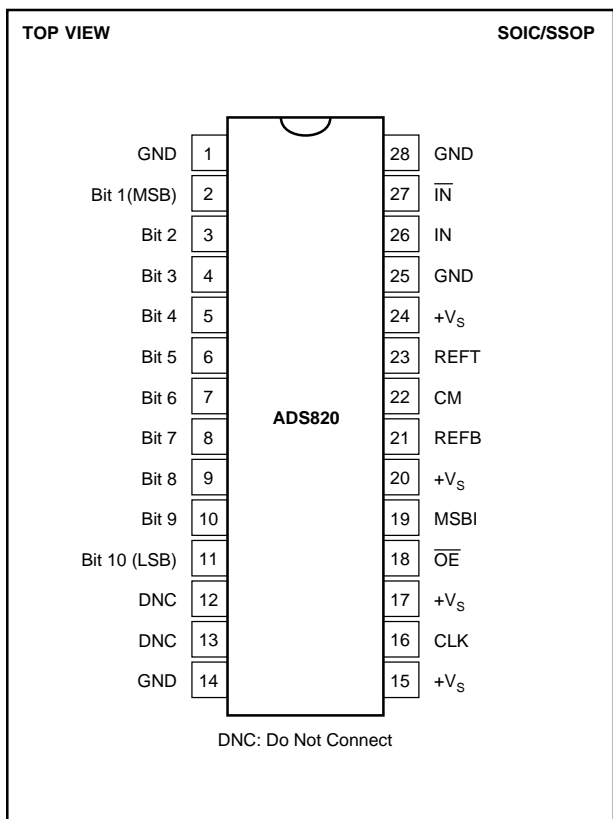 TOP VIEW SOIC/SSOP
GND 1 28 GND
Bit 1(MSB) 2 27 I̅N̅
Bit 2 3 26 IN
Bit 3 4 25 GND
Bit 4 5 24 +VS
Bit 5 6 23 REFT
Bit 6 7 22 CM
ADS820
Bit 7 8 21 REFB
Bit 8 9 20 +VS
Bit 9 10 19 MSBI
Bit 10 (LSB) 11 18 O̅E̅
DNC 12 17 +VS
DNC 13 16 CLK
GND 14 15 +VS
DNC: Do Not Connect